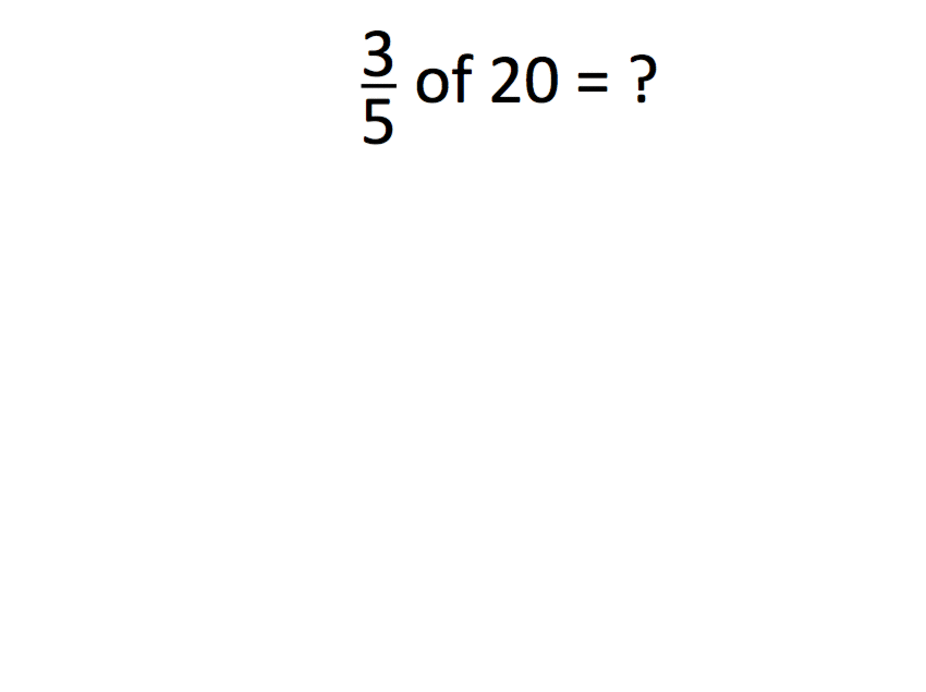 3/5 of 20 = ?